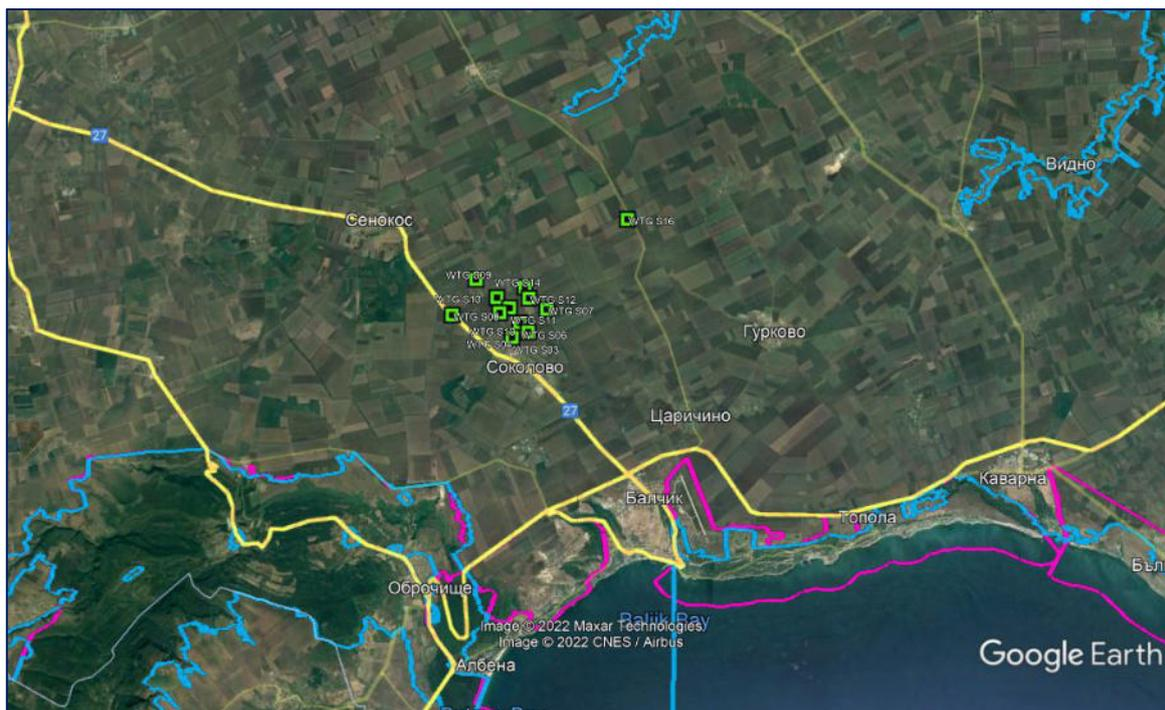 27
Видно
Сенокос
WTG S16
WTG S09
WTG S14
WTG S13
WTG S12
WTG S07
WTG S11
WTG S06
WTG S03
Соколово
Гурково
27
Царичино
Каварна
Балчик
Топола
Оброчище
Image © 2022 Maxar Technologies
Image © 2022 CNES / Airbus
Google Earth
Албена